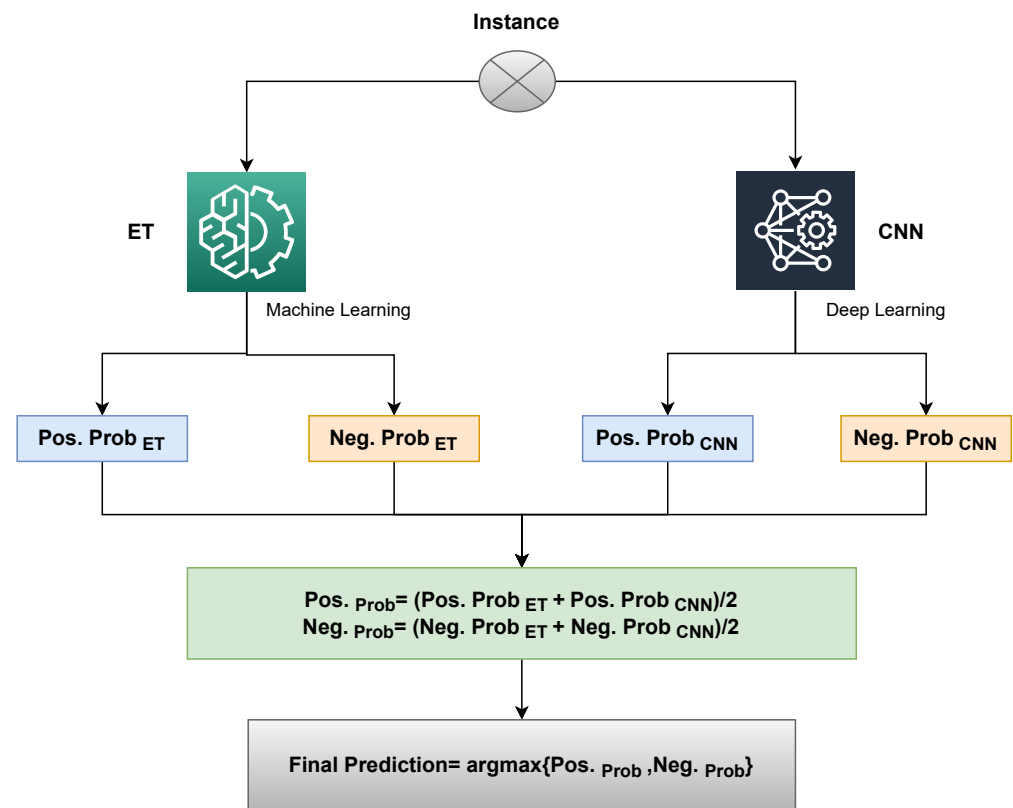 Instance
ET
CNN
Machine Learning
Deep Learning
Pos. Prob ET
Neg. Prob ET
Pos. Prob CNN
Neg. Prob CNN
Pos. Prob= (Pos. Prob ET + Pos. Prob CNN)/2
Neg. Prob= (Neg. Prob ET + Neg. Prob CNN)/2
Final Prediction= argmax{Pos. Prob ,Neg. Prob}